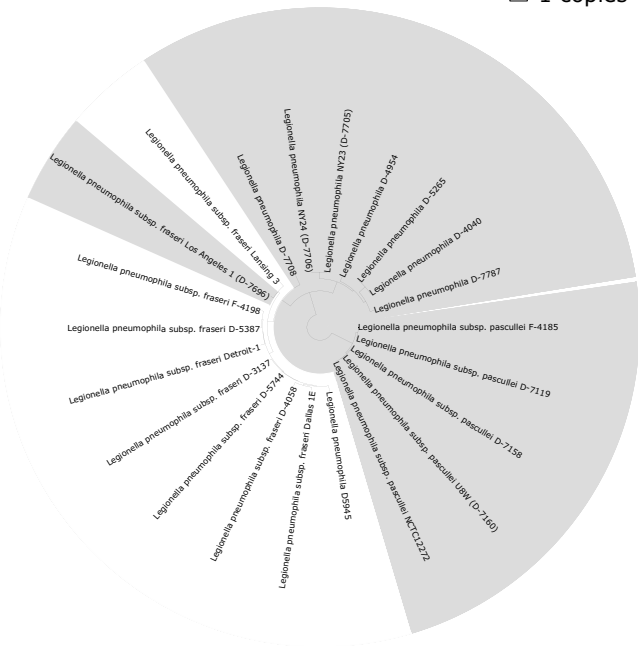 1 copies
Legionella pneumophila NY23 (D-7705)
Legionella pneumophila D-4954
Legionella pneumophila D-5265
Legionella pneumophila D-4040
Legionella pneumophila D-7787
Legionella pneumophila subsp. pascullei F-4185
Legionella pneumophila subsp. pascullei D-7119
Legionella pneumophila subsp. pascullei D-7158
Legionella pneumophila subsp. pascullei U8W (D-7160)
Legionella pneumophila subsp. pascullei NCTC12272
Legionella pneumophila D5945
Legionella pneumophila subsp. fraseri Dallas 1E
Legionella pneumophila subsp. fraseri D-4058
Legionella pneumophila subsp. fraseri D-5744
Legionella pneumophila subsp. fraseri D-3137
Legionella pneumophila subsp. fraseri Detroit-1
Legionella pneumophila subsp. fraseri D-5387
Legionella pneumophila subsp. fraseri F-4198
Legionella pneumophila subsp. fraseri Los Angeles 1 (D-7696)
Legionella pneumophila subsp. fraseri Lansing 3
Legionella pneumophila D-7708
Legionella pneumophila NY24 (D-7706)